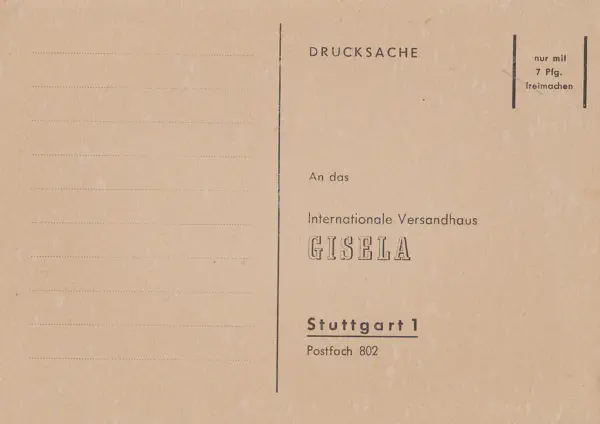 DRUCKSACHE
nur mit
7 Pfg.
freimachen
An das
Internationale Versandhaus
GISELA
Stuttgart 1
Postfach 802